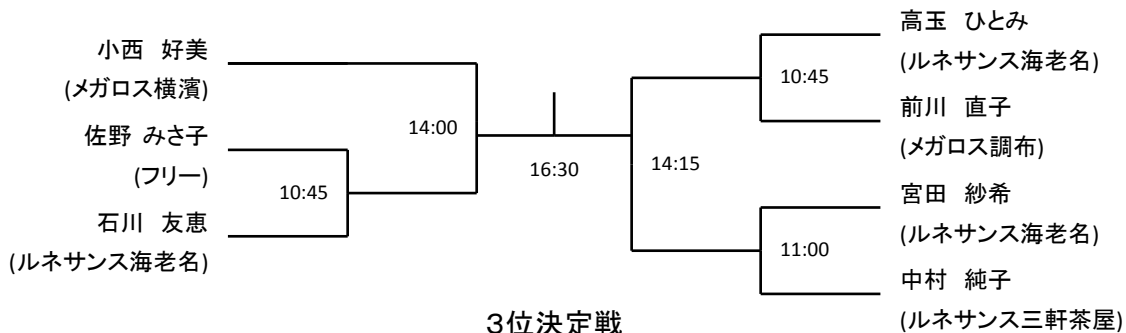 小西　好美
(メガロス横濱)
佐野 みさ子
(フリー)
石川　友恵
(ルネサンス海老名)
10:45
14:00
16:30
14:15
10:45
11:00
高玉　ひとみ
(ルネサンス海老名)
前川　直子
(メガロス調布)
宮田　紗希
(ルネサンス海老名)
中村　純子
(ルネサンス三軒茶屋)
3位決定戦